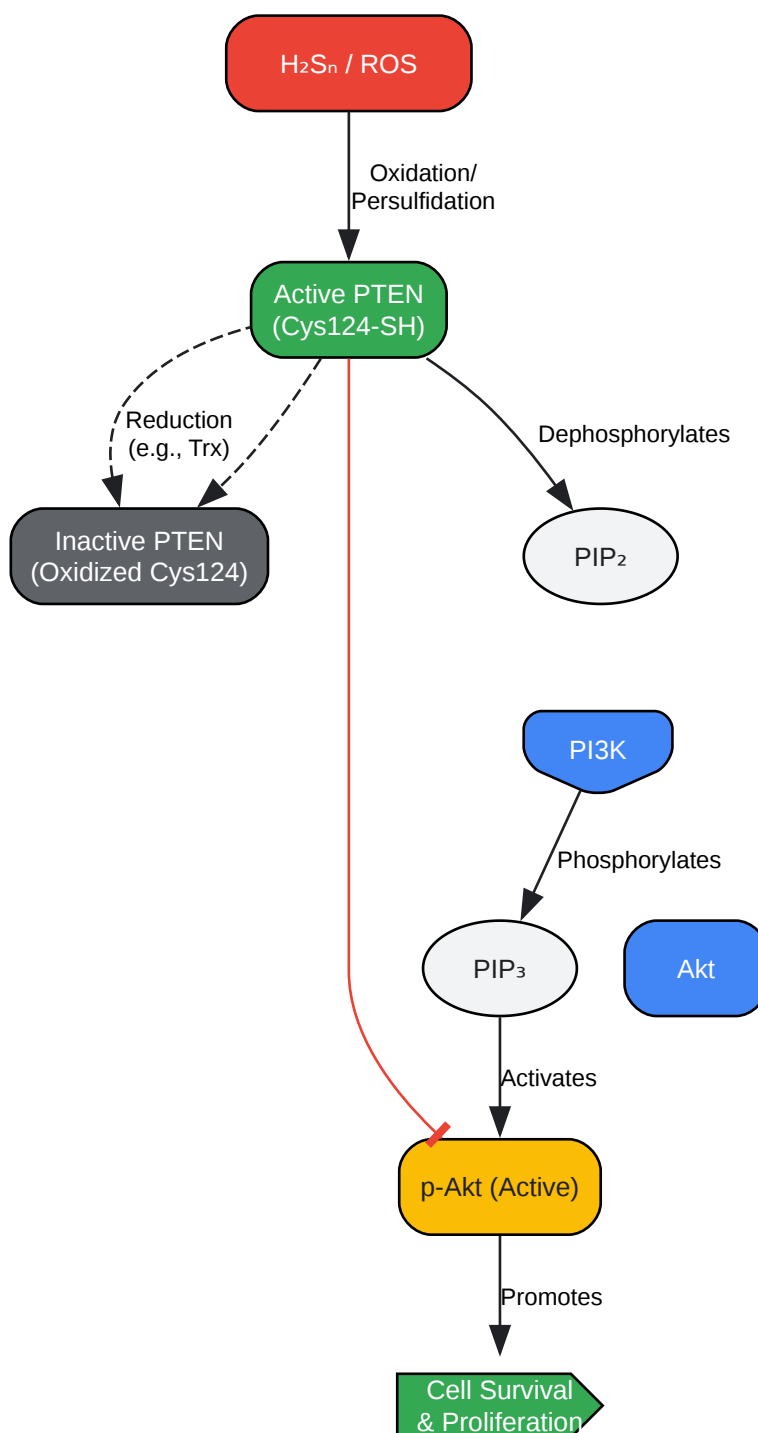 H₂Sₙ / ROS
Oxidation/
Persulfidation
Active PTEN
(Cys124-SH)
Reduction
(e.g., Trx)
Dephosphorylates
Inactive PTEN
(Oxidized Cys124)
PIP₂
PI3K
Phosphorylates
PIP₃
Akt
Activates
p-Akt (Active)
Promotes
Cell Survival
& Proliferation